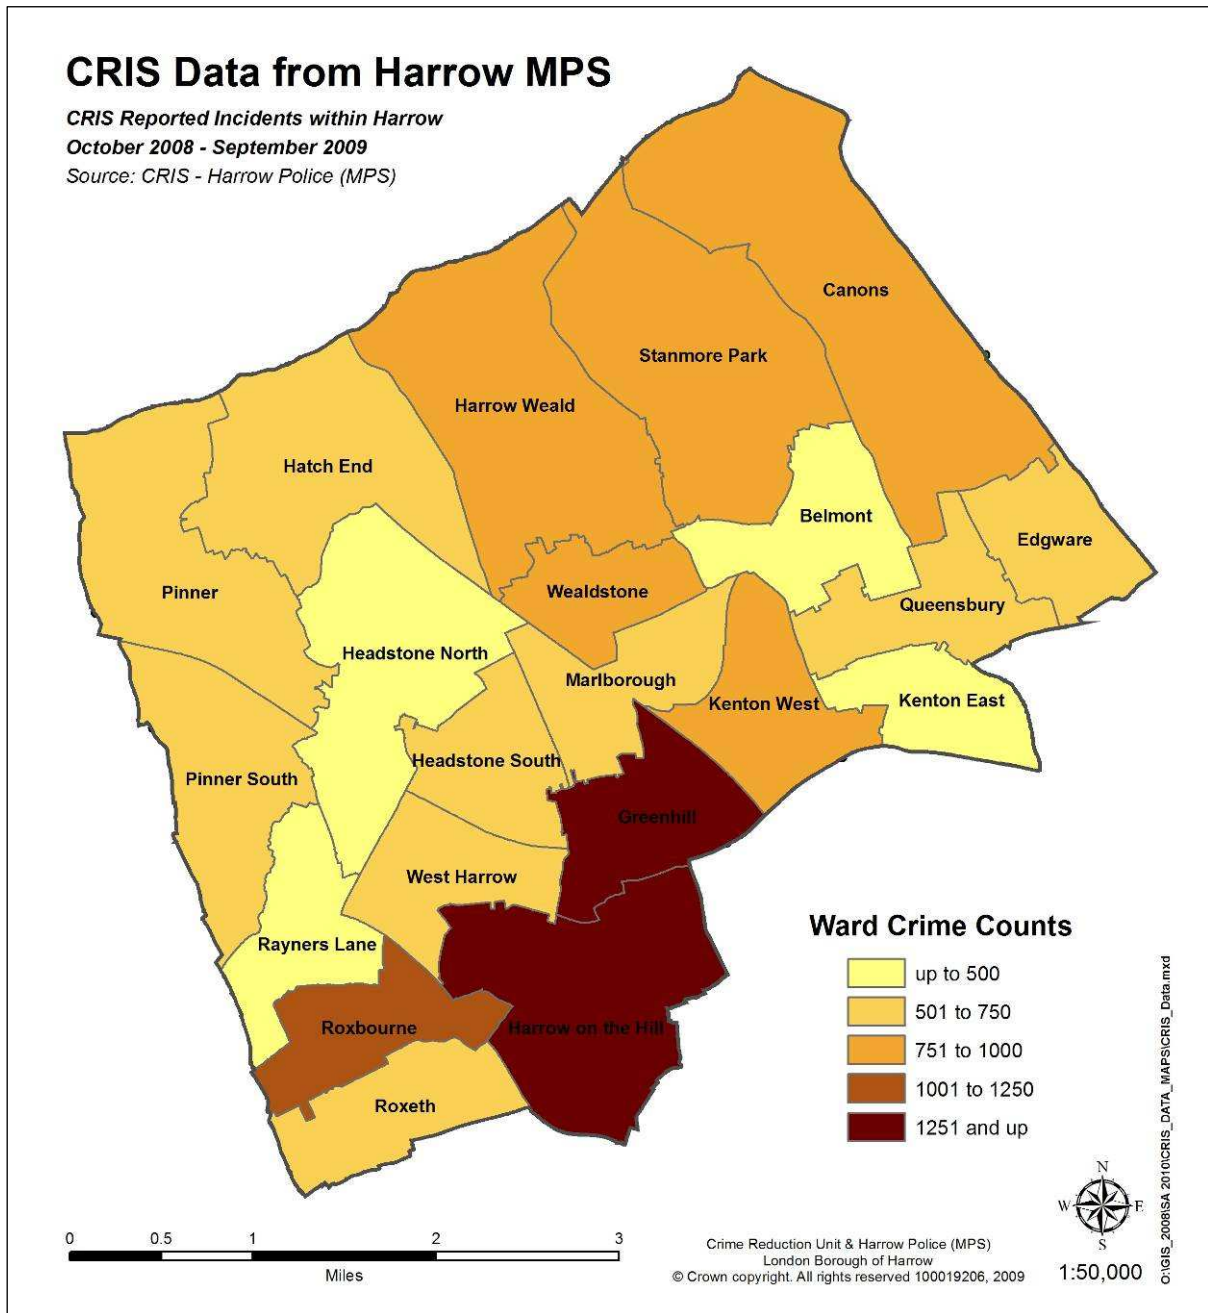 CRIS Data from Harrow MPS
CRIS Reported Incidents within Harrow
October 2008 - September 2009
Source: CRIS - Harrow Police (MPS)
Canons
Stanmore Park
Harrow Weald
Hatch End
Belmont
Edgware
Wealdstone
Pinner
Queensbury
Headstone North
Marlborough
Kenton West
Kenton East
Headstone South
Pinner South
Greenhill
West Harrow
Rayners Lane
Roxbourne
Harrow on the Hill
Roxeth
Ward Crime Counts
up to 500
501 to 750
751 to 1000
1001 to 1250
1251 and up
O:\GIS_2008\SA 2010\CRIS_DATA_MAPS\CRIS_Data.mxd
N
W E
S
1:50,000
0 0.5 1 2 3
Miles
Crime Reduction Unit & Harrow Police (MPS)
London Borough of Harrow
© Crown copyright. All rights reserved 100019206, 2009